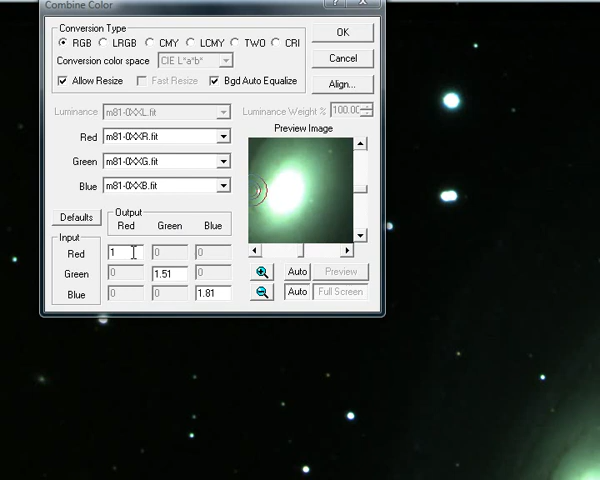 Combine Color
Conversion Type
RGB LRGB CMY LCMY TWO CRI
Conversion color space CIE L*a*b*
Allow Resize Fast Resize Bgd Auto Equalize
OK
Cancel
Align...
Luminance m81-0XXL.fit Luminance Weight % 100.00
Red m81-0XXR.fit
Green m81-0XXG.fit
Blue m81-0XXB.fit
Preview Image
Defaults
Output
Red Green Blue
Input
Red 1 0 0
Green 0 1.51 0
Blue 0 0 1.81
Auto Preview
Auto Full Screen